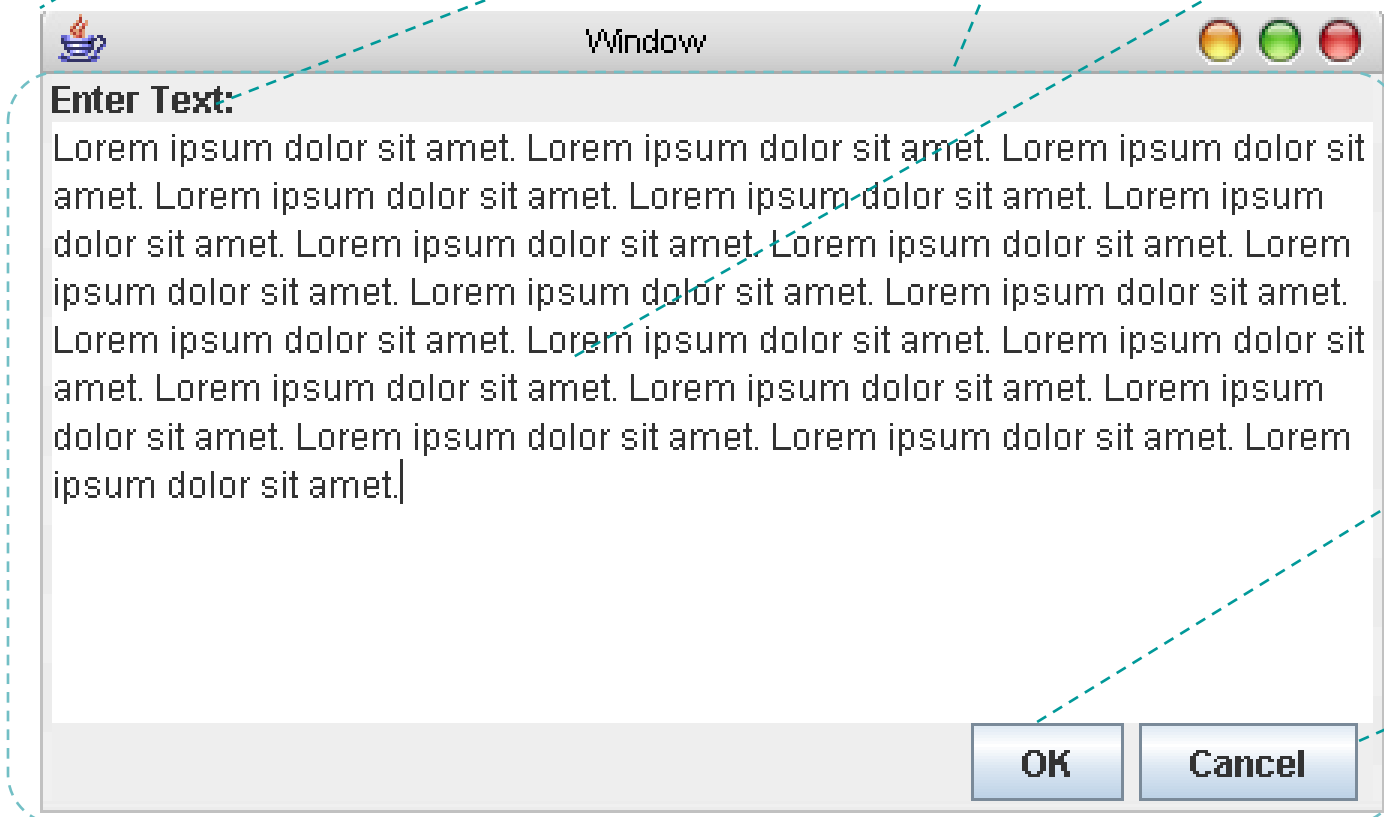 Window
Enter Text:
Lorem ipsum dolor sit amet. Lorem ipsum dolor sit amet. Lorem ipsum dolor sit
amet. Lorem ipsum dolor sit amet. Lorem ipsum dolor sit amet. Lorem ipsum
dolor sit amet. Lorem ipsum dolor sit amet. Lorem ipsum dolor sit amet. Lorem
ipsum dolor sit amet. Lorem ipsum dolor sit amet. Lorem ipsum dolor sit amet.
Lorem ipsum dolor sit amet. Lorem ipsum dolor sit amet. Lorem ipsum dolor sit
amet. Lorem ipsum dolor sit amet. Lorem ipsum dolor sit amet. Lorem ipsum
dolor sit amet. Lorem ipsum dolor sit amet. Lorem ipsum dolor sit amet. Lorem
ipsum dolor sit amet.
OK Cancel